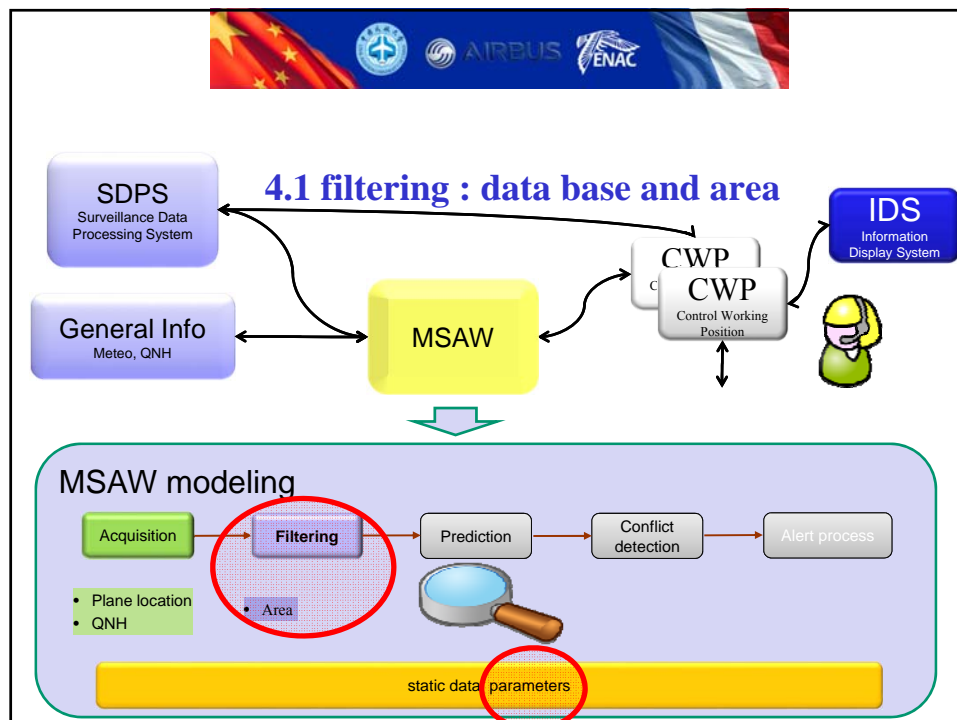 AIRBUS
ENAC
4.1 filtering : data base and area
SDPS
Surveillance Data
Processing System
IDS
Information
Display System
CWP
C
CWP
Control Working
Position
General Info
Meteo, QNH
MSAW
MSAW modeling
Acquisition
Filtering
Prediction
Conflict
detection
Alert process
• Plane location
• QNH
• Area
static data parameters